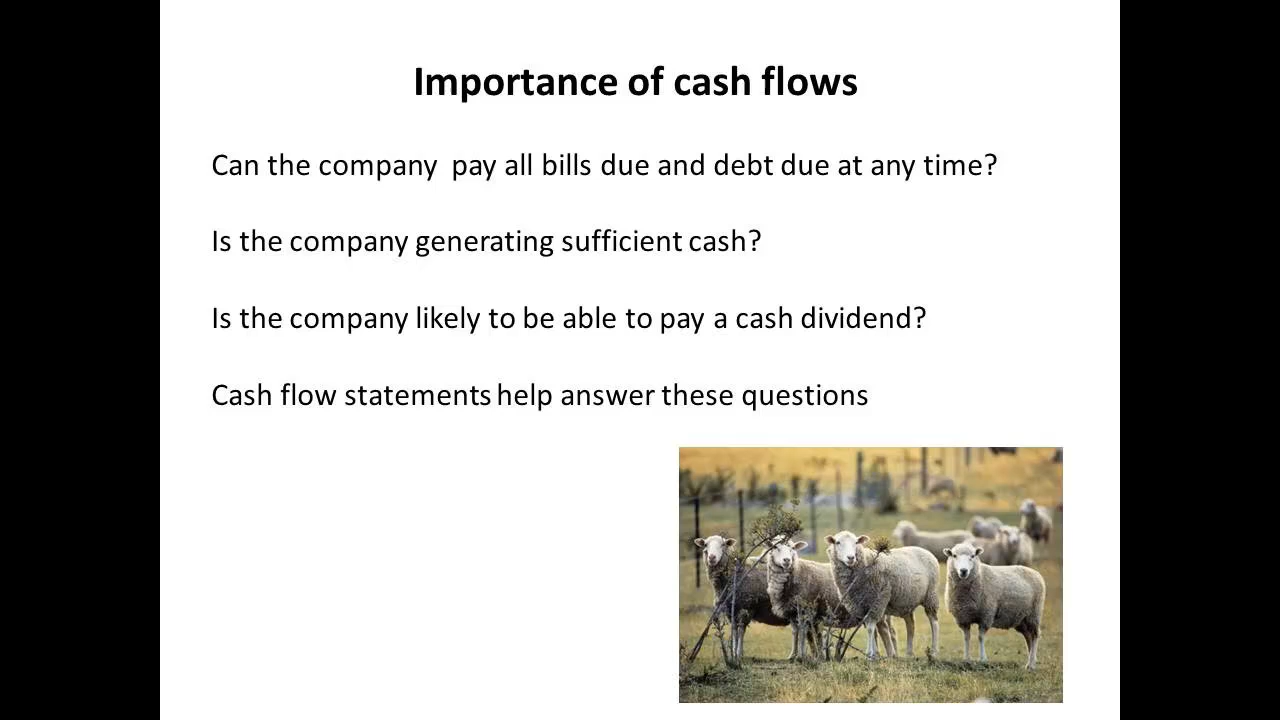 Importance of cash flows
Can the company pay all bills due and debt due at any time?
Is the company generating sufficient cash?
Is the company likely to be able to pay a cash dividend?
Cash flow statements help answer these questions